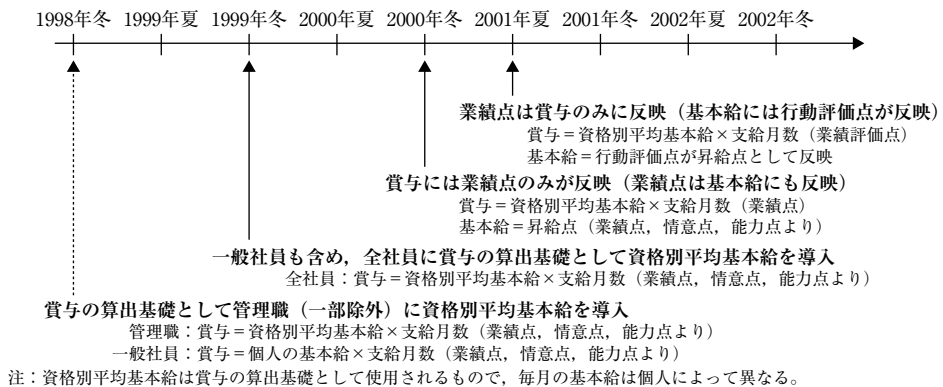 1998年冬 1999年夏 1999年冬 2000年夏 2000年冬 2001年夏 2001年冬 2002年夏 2002年冬
業績点は賞与のみに反映（基本給には行動評価点が反映）
賞与＝資格別平均基本給×支給月数（業績評価点）
基本給＝行動評価点が昇給点として反映
賞与には業績点のみが反映（業績点は基本給にも反映）
賞与＝資格別平均基本給×支給月数（業績点）
基本給＝昇給点（業績点，情意点，能力点より）
一般社員も含め，全社員に賞与の算出基礎として資格別平均基本給を導入
全社員：賞与＝資格別平均基本給×支給月数（業績点，情意点，能力点より）
賞与の算出基礎として管理職（一部除外）に資格別平均基本給を導入
管理職：賞与＝資格別平均基本給×支給月数（業績点，情意点，能力点より）
一般社員：賞与＝個人の基本給×支給月数（業績点，情意点，能力点より）
注：資格別平均基本給は賞与の算出基礎として使用されるもので，毎月の基本給は個人によって異なる。